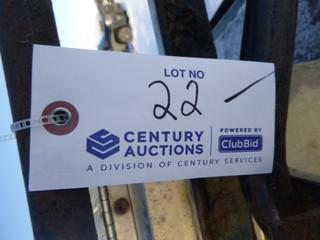 LOT NO
22 -
CENTURY
AUCTIONS
POWERED BY
ClubBid
A DIVISION OF CENTURY SERVICES